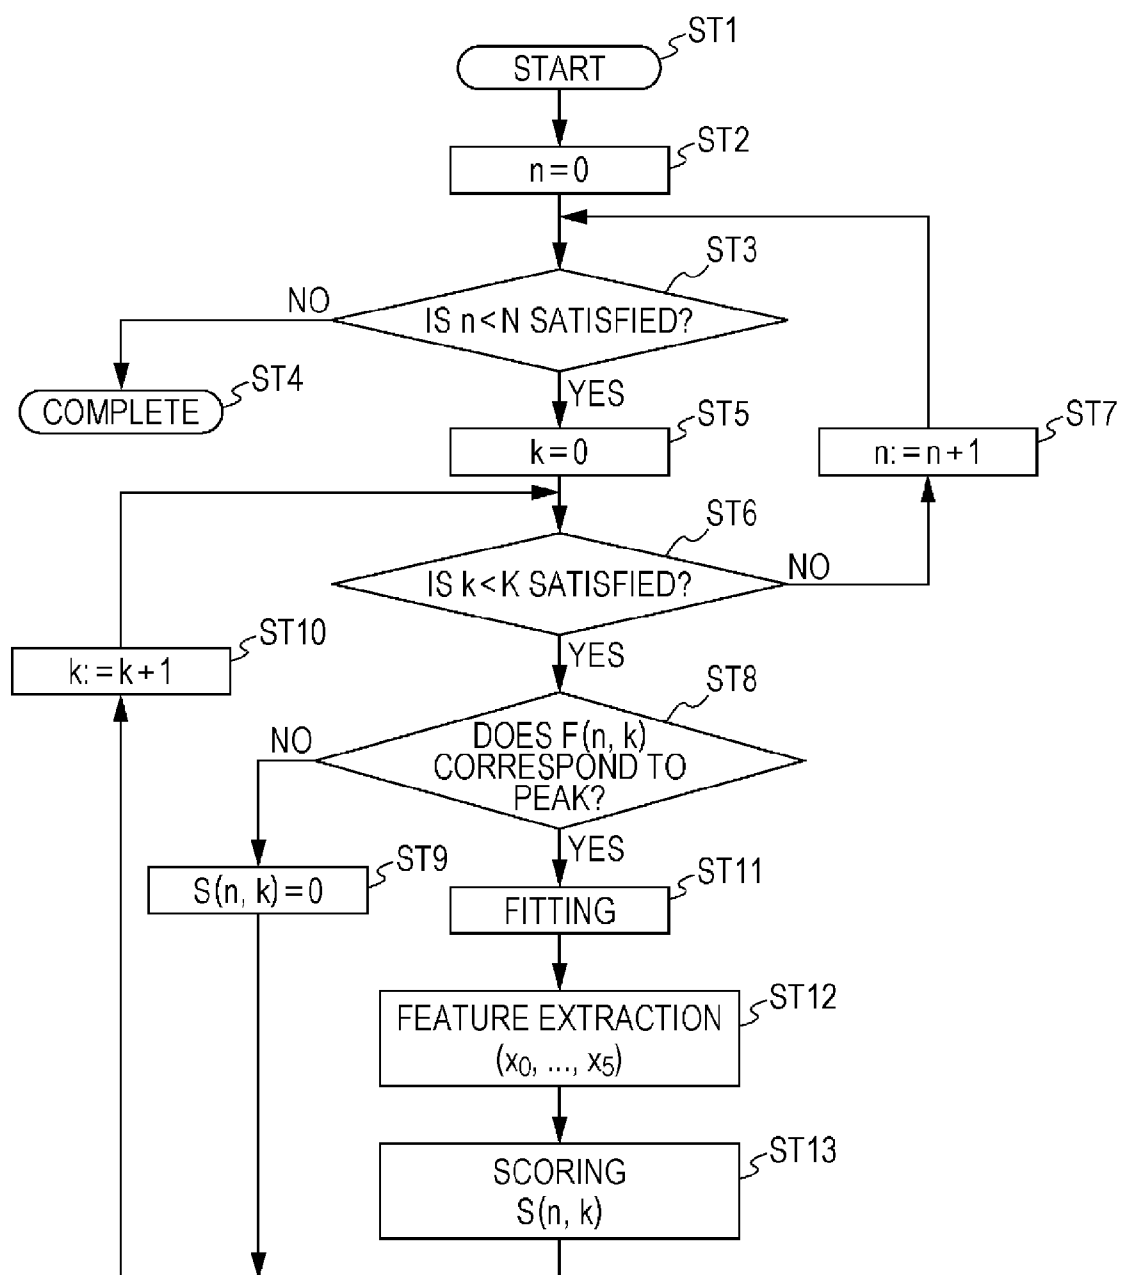 ST1
START
ST2
n=0
ST3
NO
IS n<N SATISFIED?
ST4
COMPLETE
YES
ST5
k=0
ST7
n:=n+1
ST6
IS k<K SATISFIED?
NO
ST10
k:=k+1
YES
ST8
NO
DOES F(n, k)
CORRESPOND TO
PEAK?
YES
ST9
S(n, k)=0
ST11
FITTING
ST12
FEATURE EXTRACTION
(x0, ..., x5)
ST13
SCORING
S(n, k)